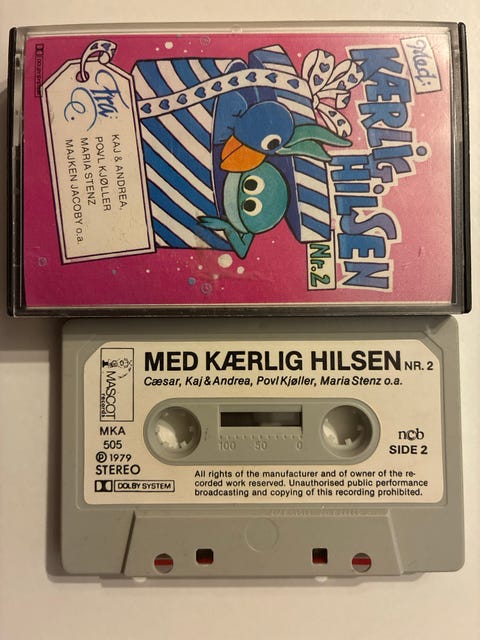 Med:
KÆRLIG
HILSEN
Nr. 2
Fra:
KAJ & ANDREA,
POVL KJØLLER
MARIA STENZ
MAJKEN JACOBY o.a.
MED KÆRLIG HILSEN NR. 2
Cæsar, Kaj & Andrea, Povl Kjøller, Maria Stenz o.a.
MASCOT
records
MKA
505
℗ 1979
STEREO
DOLBY SYSTEM
100 50 0
ncb
SIDE 2
All rights of the manufacturer and of owner of the re-
corded work reserved. Unauthorised public performance
broadcasting and copying of this recording prohibited.